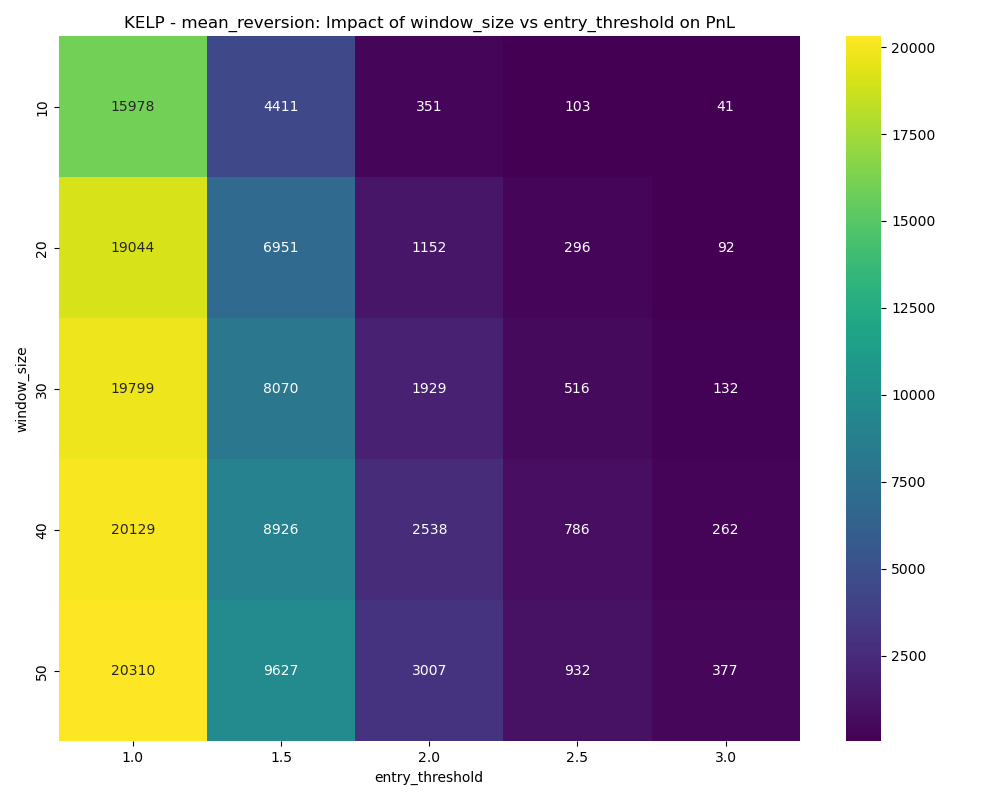 KELP - mean_reversion: Impact of window_size vs entry_threshold on PnL
window_size
10
15978 4411 351 103 41
20
19044 6951 1152 296 92
30
19799 8070 1929 516 132
40
20129 8926 2538 786 262
50
20310 9627 3007 932 377
1.0 1.5 2.0 2.5 3.0
entry_threshold
20000
17500
15000
12500
10000
7500
5000
2500